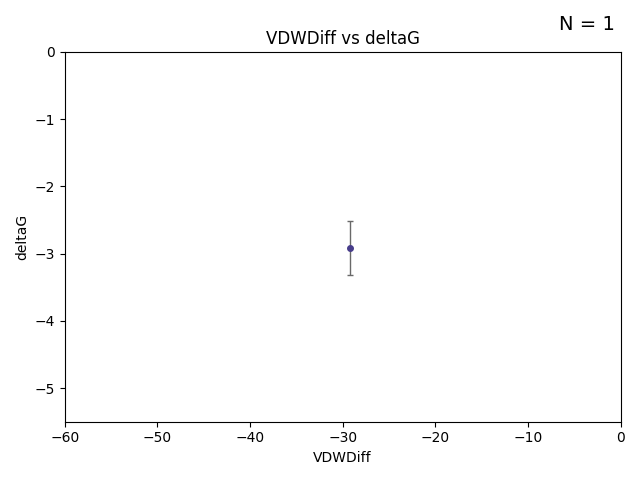 N = 1
VDWDiff vs deltaG
deltaG
0
−1
−2
−3
−4
−5
−60 −50 −40 −30 −20 −10 0
VDWDiff